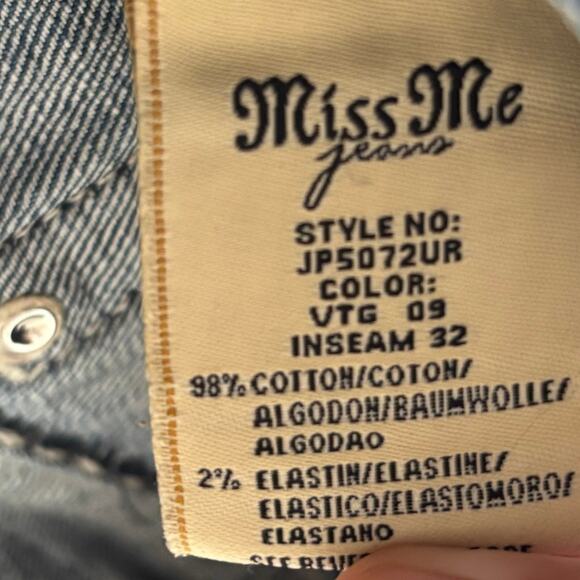 Miss Me
jeans
STYLE NO:
JP5072UR
COLOR:
VTG 09
INSEAM 32
98% COTTON/COTON/
ALGODON/BAUMWOLLE/
ALGODAO
2% ELASTIN/ELASTINE/
ELASTICO/ELASTOMORO/
ELASTANO
SEE